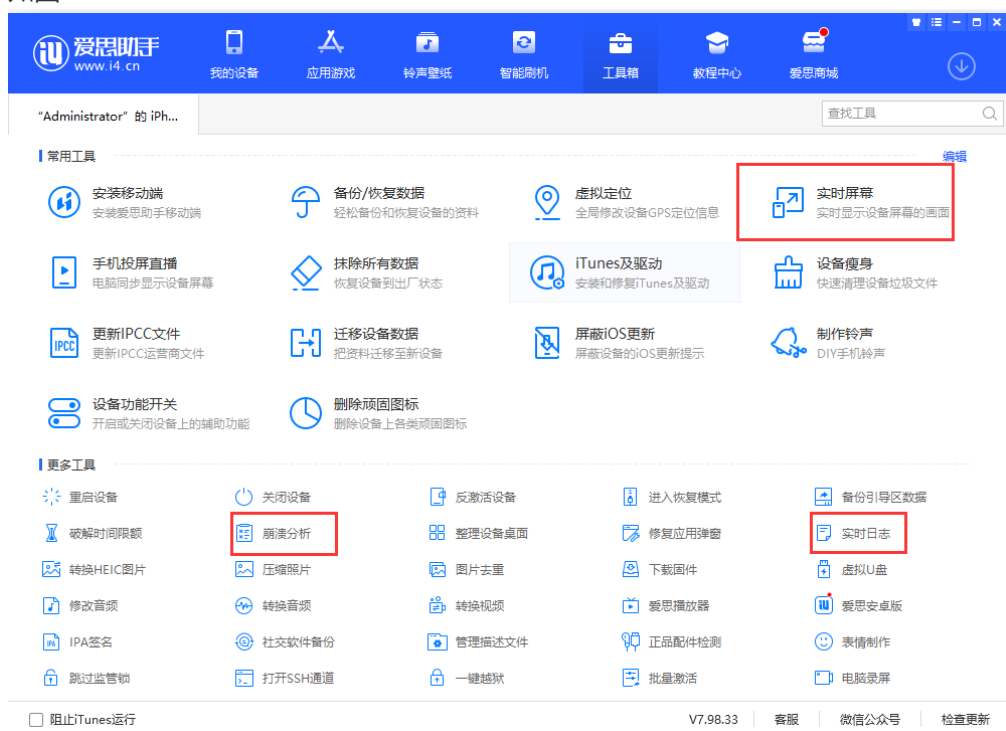 爱思助手
www.i4.cn
我的设备
应用游戏
铃声壁纸
智能刷机
工具箱
教程中心
爱思商城
“Administrator” 的 iPh...
查找工具
常用工具
编辑
安装移动端
安装爱思助手移动端
备份/恢复数据
轻松备份和恢复设备的资料
虚拟定位
全局修改设备GPS定位信息
实时屏幕
实时显示设备屏幕的画面
手机投屏直播
电脑同步显示设备屏幕
抹除所有数据
恢复设备到出厂状态
iTunes及驱动
安装和修复iTunes及驱动
设备瘦身
快速清理设备垃圾文件
IPCC
更新IPCC文件
更新IPCC运营商文件
迁移设备数据
把资料迁移至新设备
屏蔽iOS更新
屏蔽设备的iOS更新提示
制作铃声
DIY手机铃声
设备功能开关
开启或关闭设备上的辅助功能
删除顽固图标
删除设备上各类顽固图标
更多工具
重启设备
关闭设备
反激活设备
进入恢复模式
备份引导区数据
破解时间限额
崩溃分析
整理设备桌面
修复应用弹窗
实时日志
转换HEIC图片
压缩照片
图片去重
下载固件
虚拟U盘
修改音频
转换音频
转换视频
爱思播放器
爱思安卓版
IPA签名
社交软件备份
管理描述文件
正品配件检测
表情制作
跳过监管锁
打开SSH通道
一键越狱
批量激活
电脑录屏
阻止iTunes运行
V7.98.33
客服
微信公众号
检查更新